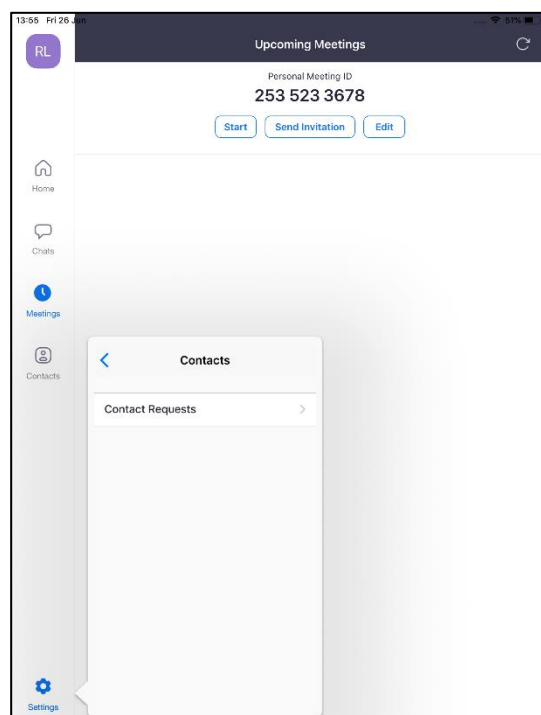 13:55 Fri 26 Jun
51%
RL
Upcoming Meetings
Personal Meeting ID
253 523 3678
Start Send Invitation Edit
Home
Chats
Meetings
Contacts
Contacts
Contact Requests
Settings